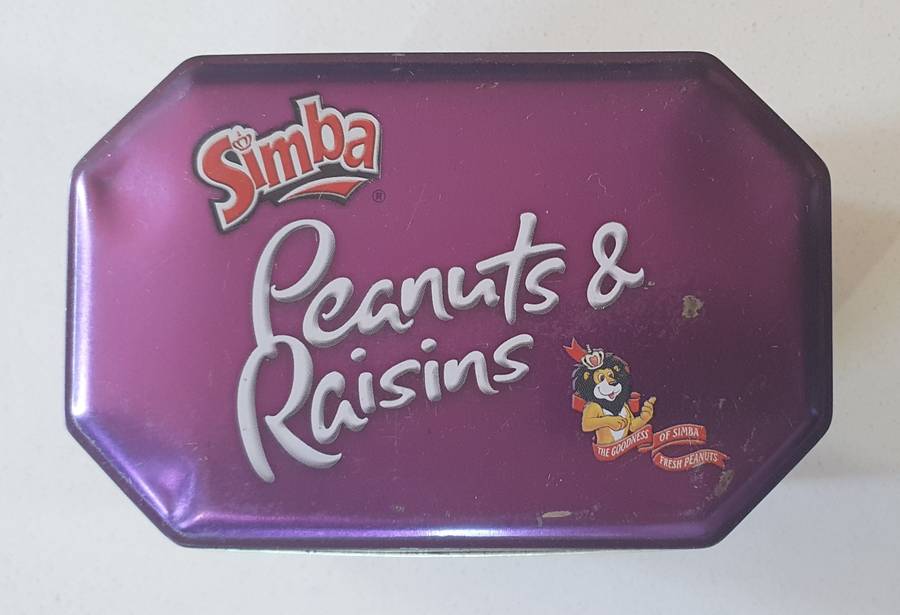 Simba®
Peanuts &
Raisins
THE GOODNESS OF SIMBA
FRESH PEANUTS